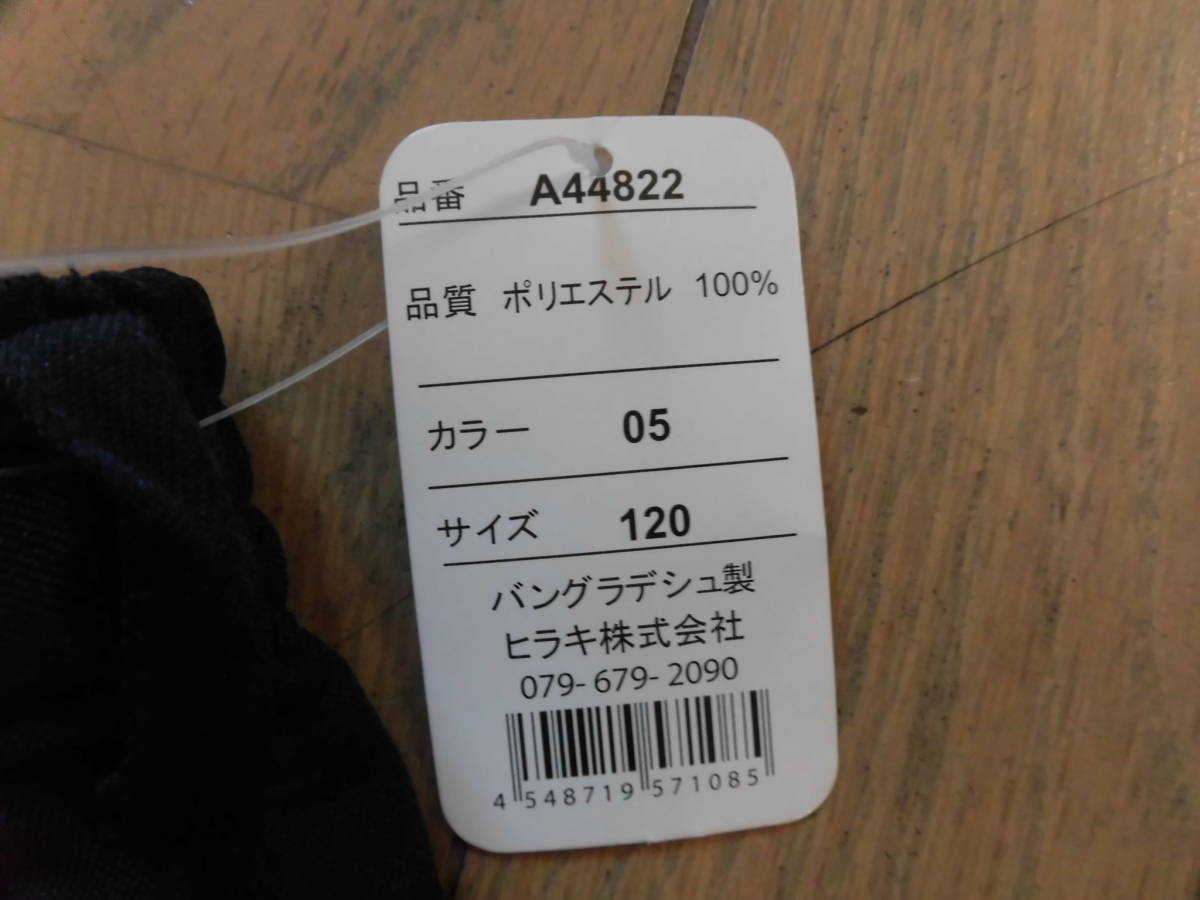 品番 A44822
品質 ポリエステル 100%
カラー 05
サイズ 120
バングラデシュ製
ヒラキ株式会社
079-679-2090
4 548719 571085